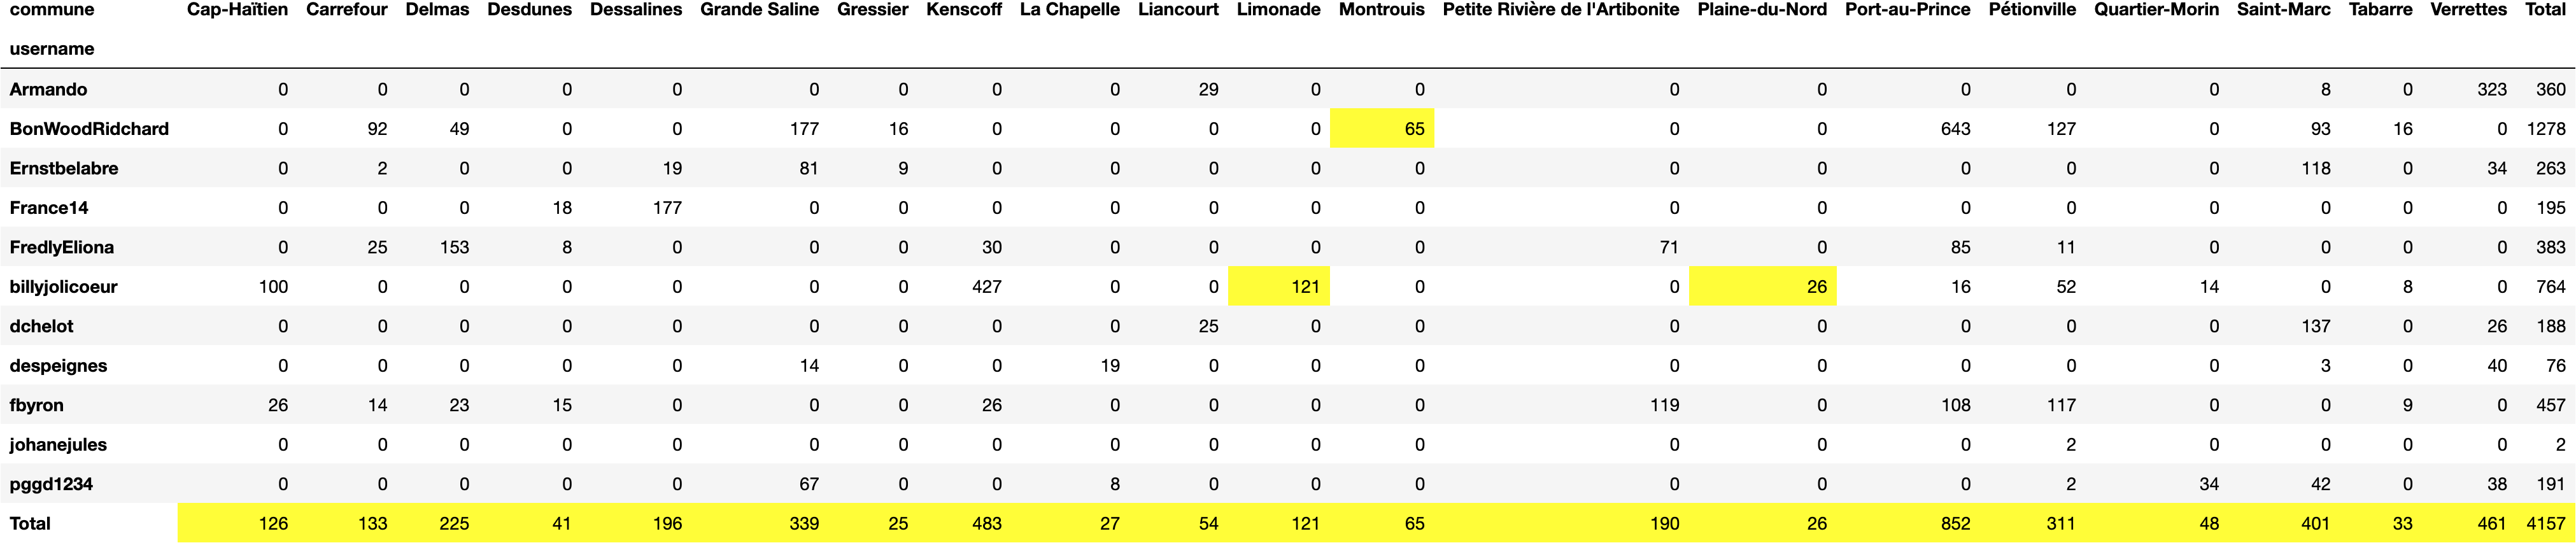 commune Cap-Haïtien Carrefour Delmas Desdunes Dessalines Grande Saline Gressier Kenscoff La Chapelle Liancourt Limonade Montrouis Petite Rivière de l'Artibonite Plaine-du-Nord Port-au-Prince Pétionville Quartier-Morin Saint-Marc Tabarre Verrettes Total
username
Armando 0 0 0 0 0 0 0 0 0 29 0 0 0 0 0 0 0 8 0 323 360
BonWoodRidchard 0 92 49 0 0 177 16 0 0 0 0 65 0 0 643 127 0 93 16 0 1278
Ernstbelabre 0 2 0 0 19 81 9 0 0 0 0 0 0 0 0 0 0 118 0 34 263
France14 0 0 0 18 177 0 0 0 0 0 0 0 0 0 0 0 0 0 0 0 195
FredlyEliona 0 25 153 8 0 0 0 30 0 0 0 0 71 0 85 11 0 0 0 0 383
billyjolicoeur 100 0 0 0 0 0 0 427 0 0 121 0 0 26 16 52 14 0 8 0 764
dchelot 0 0 0 0 0 0 0 0 0 25 0 0 0 0 0 0 0 137 0 26 188
despeignes 0 0 0 0 0 14 0 0 19 0 0 0 0 0 0 0 0 3 0 40 76
fbyron 26 14 23 15 0 0 0 26 0 0 0 0 119 0 108 117 0 0 9 0 457
johanejules 0 0 0 0 0 0 0 0 0 0 0 0 0 0 0 2 0 0 0 0 2
pggd1234 0 0 0 0 0 67 0 0 8 0 0 0 0 0 0 2 34 42 0 38 191
Total 126 133 225 41 196 339 25 483 27 54 121 65 190 26 852 311 48 401 33 461 4157